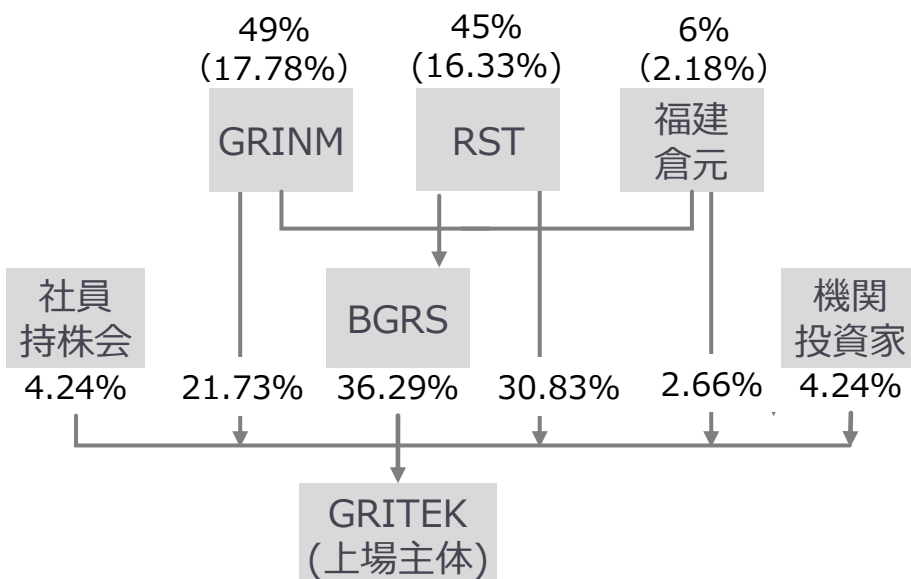 49% 45% 6%
(17.78%) (16.33%) (2.18%)
GRINM RST 福建
倉元
社員
持株会
BGRS
機関
投資家
4.24% 21.73% 36.29% 30.83% 2.66% 4.24%
GRITEK
(上場主体)